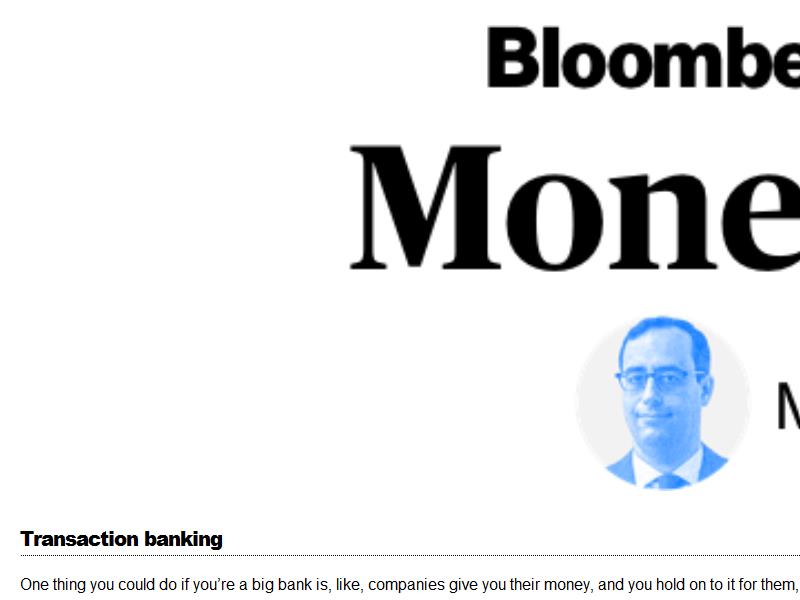 Bloombe
Mone
M
Transaction banking
One thing you could do if you’re a big bank is, like, companies give you their money, and you hold on to it for them,